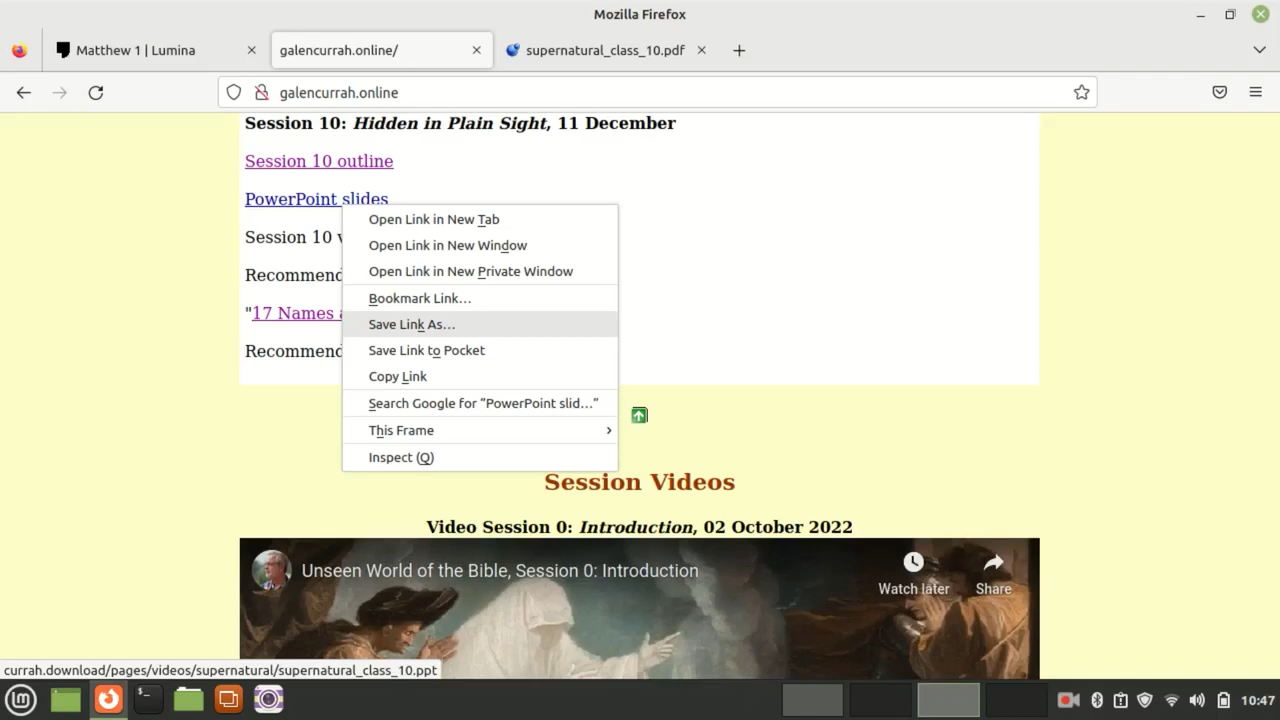 Mozilla Firefox
Matthew 1 | Lumina
galencurrah.online/
supernatural_class_10.pdf
galencurrah.online
Session 10: Hidden in Plain Sight, 11 December
Session 10 outline
PowerPoint slides
Open Link in New Tab
Session 10 v
Open Link in New Window
Recommend
Open Link in New Private Window
Bookmark Link…
"17 Names a
Save Link As…
Recommend
Save Link to Pocket
Copy Link
Search Google for “PowerPoint slid…”
This Frame
Inspect (Q)
Session Videos
Video Session 0: Introduction, 02 October 2022
Unseen World of the Bible, Session 0: Introduction
Watch later
Share
currah.download/pages/videos/supernatural/supernatural_class_10.ppt
10:47